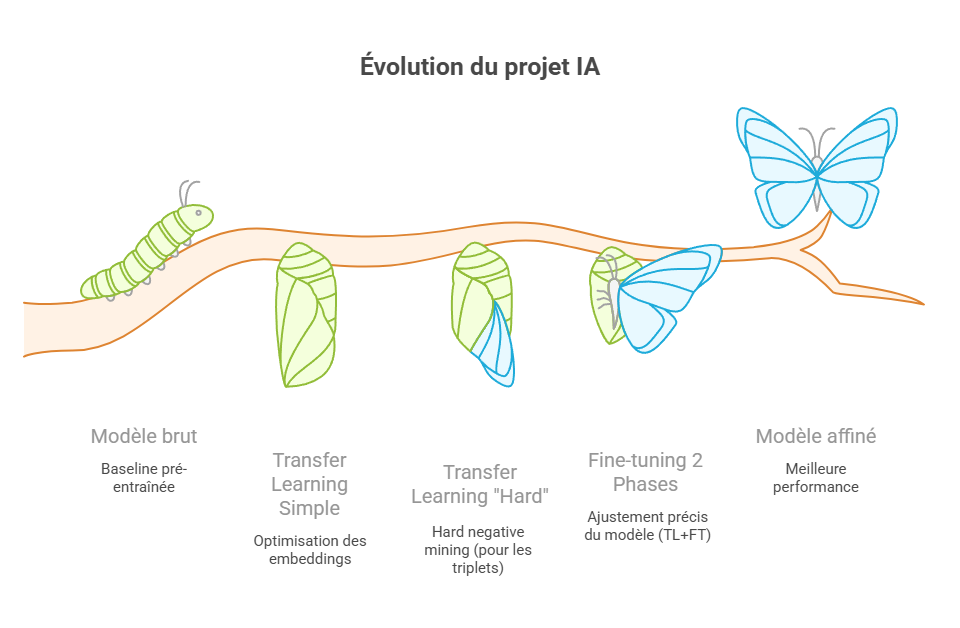 Évolution du projet IA
Modèle brut
Baseline pré-
entraînée
Transfer
Learning
Simple
Optimisation des
embeddings
Transfer
Learning "Hard"
Hard negative
mining (pour les
triplets)
Fine-tuning 2
Phases
Ajustement précis
du modèle (TL+FT)
Modèle affiné
Meilleure
performance